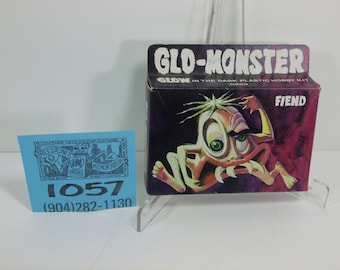 GLO-MONSTER
GLOW IN THE DARK PLASTIC HOBBY KIT
FIEND
1057
(904)282-1130